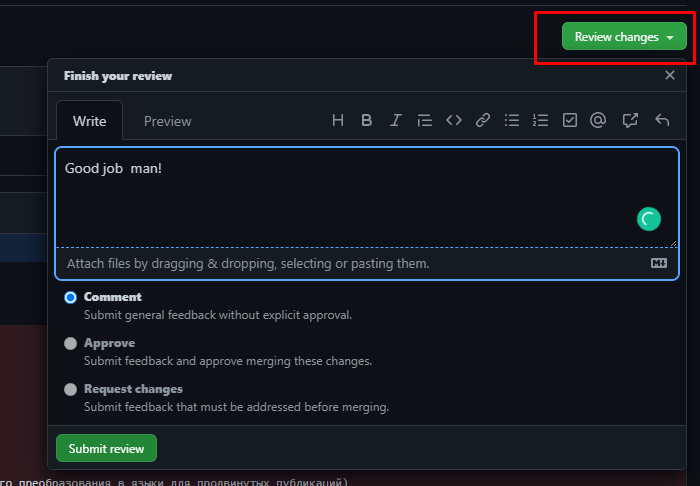 Review changes
Finish your review
Write
Preview
Good job  man!
Attach files by dragging & dropping, selecting or pasting them.
Comment
Submit general feedback without explicit approval.
Approve
Submit feedback and approve merging these changes.
Request changes
Submit feedback that must be addressed before merging.
Submit review
преобразования в языки для продвинутых публикаций)